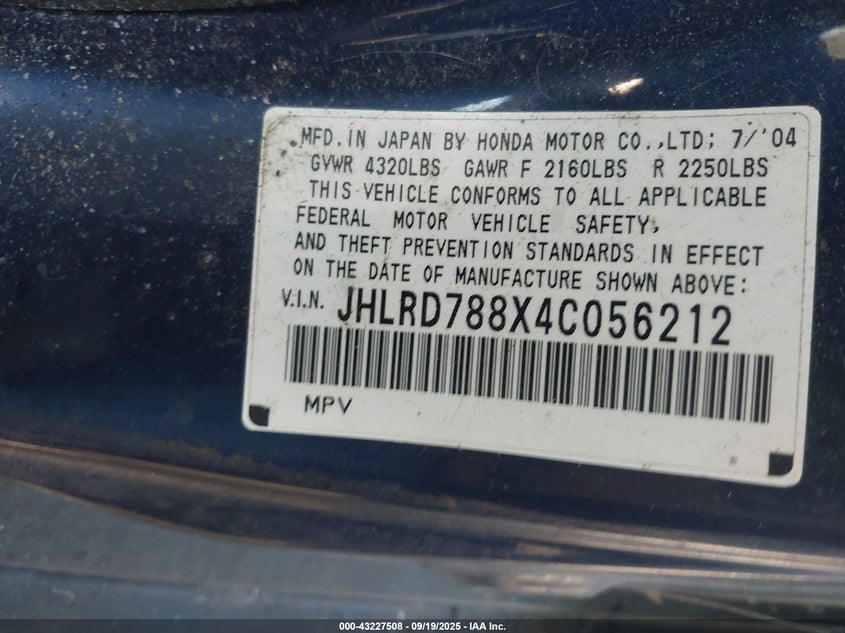 MFD.IN JAPAN BY HONDA MOTOR CO.,LTD; 7/'04
GVWR 4320LBS GAWR F 2160LBS R 2250LBS
THIS VEHICLE CONFORMS TO ALL APPLICABLE
FEDERAL MOTOR VEHICLE SAFETY,
AND THEFT PREVENTION STANDARDS IN EFFECT
ON THE DATE OF MANUFACTURE SHOWN ABOVE:
V.I.N. JHLRD788X4C056212
MPV
000-43227508 - 09/19/2025 - IAA Inc.